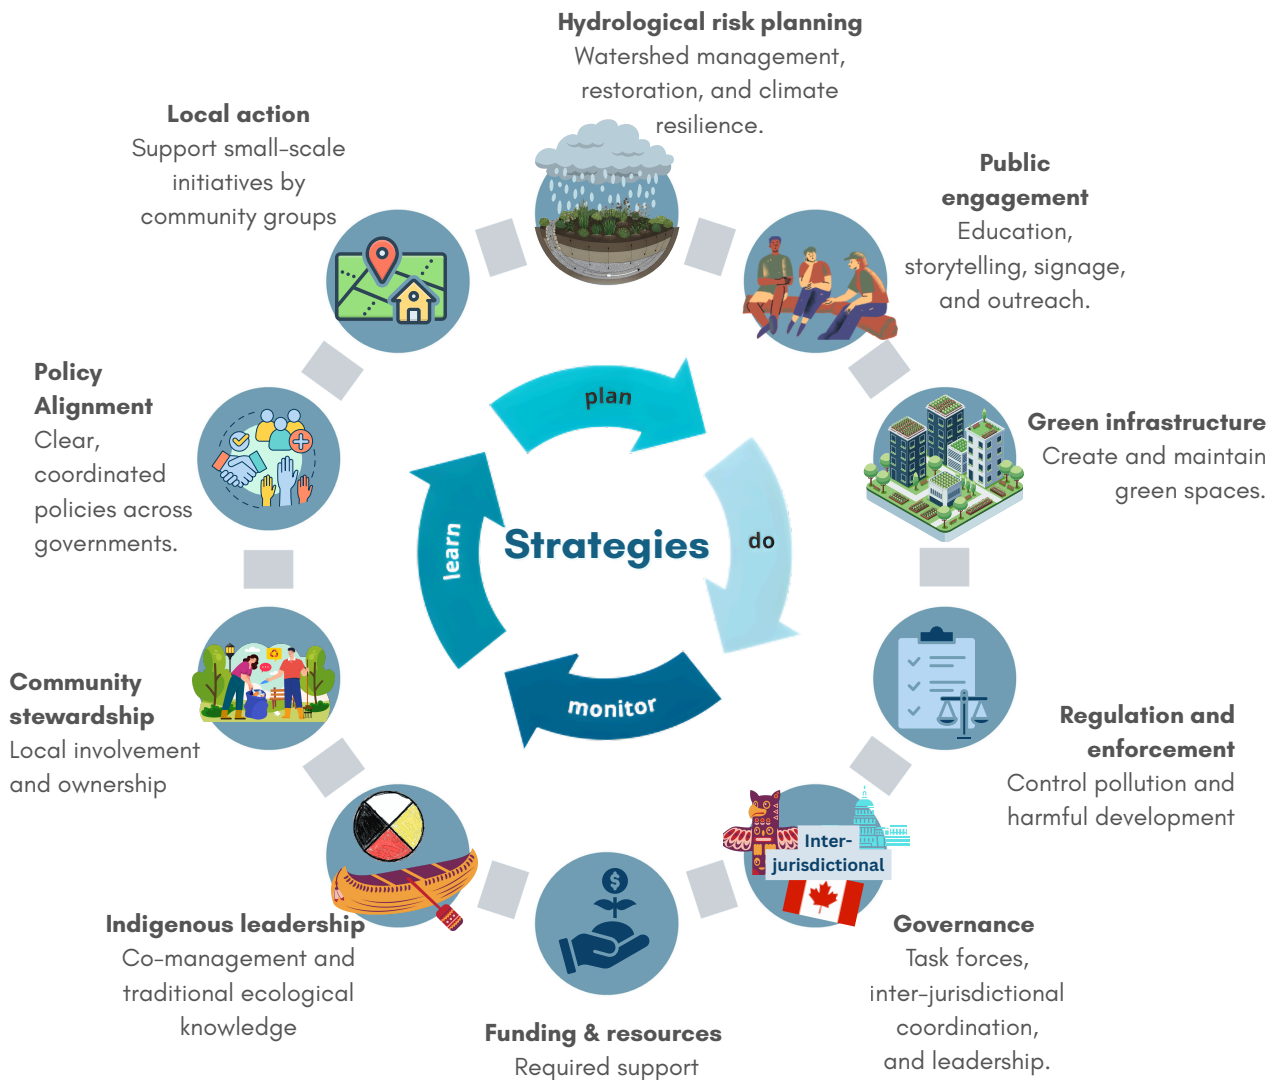 Hydrological risk planning
Watershed management,
restoration, and climate
resilience.
Public
engagement
Education,
storytelling, signage,
and outreach.
Green infrastructure
Create and maintain
green spaces.
Regulation and
enforcement
Control pollution and
harmful development
Inter-
jurisdictional
Governance
Task forces,
inter-jurisdictional
coordination,
and leadership.
$
Funding & resources
Required support
Indigenous leadership
Co-management and
traditional ecological
knowledge
Community
stewardship
Local involvement
and ownership
Policy
Alignment
Clear,
coordinated
policies across
governments.
Local action
Support small-scale
initiatives by
community groups
Strategies
plan
do
monitor
learn